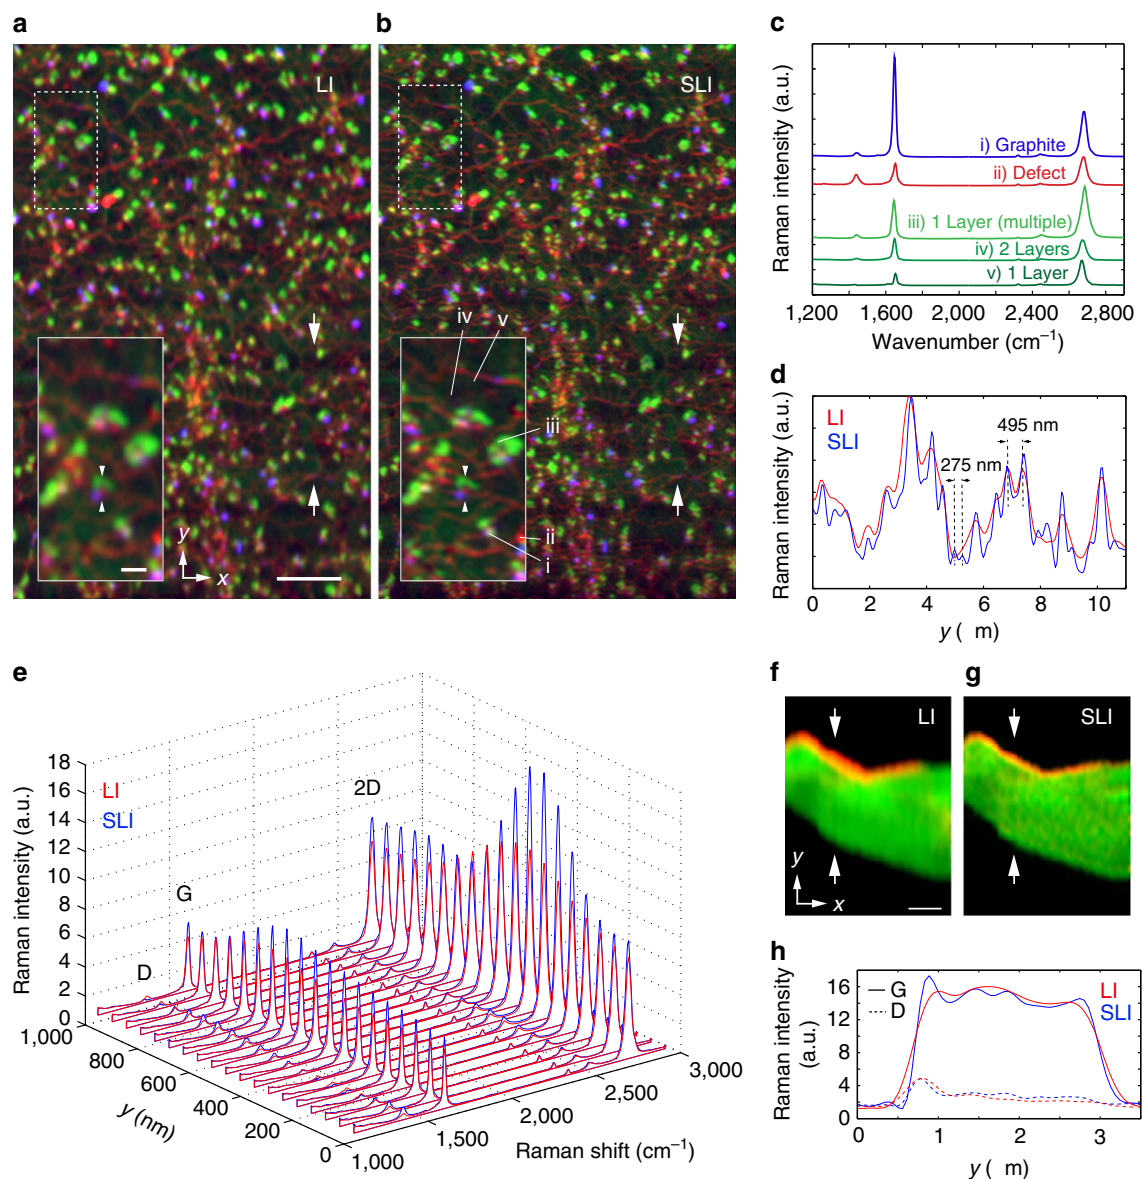 a
LI
b
SLI
iv
v
iii
ii
i
y
x
c
Raman intensity (a.u.)
i) Graphite
ii) Defect
iii) 1 Layer (multiple)
iv) 2 Layers
v) 1 Layer
1,200 1,600 2,000 2,400 2,800
Wavenumber (cm⁻¹)
d
Raman intensity (a.u.)
LI
SLI
495 nm
275 nm
0 2 4 6 8 10
y ( m)
e
Raman intensity (a.u.)
18
16
14
12
10
8
6
4
2
0
LI
SLI
2D
G
D
1,000
800
600
400
200
0
y (nm)
1,000
1,500
2,000
2,500
3,000
Raman shift (cm⁻¹)
f
LI
y
x
g
SLI
h
Raman intensity
(a.u.)
16
12
8
4
0
G
D
LI
SLI
0 1 2 3
y ( m)